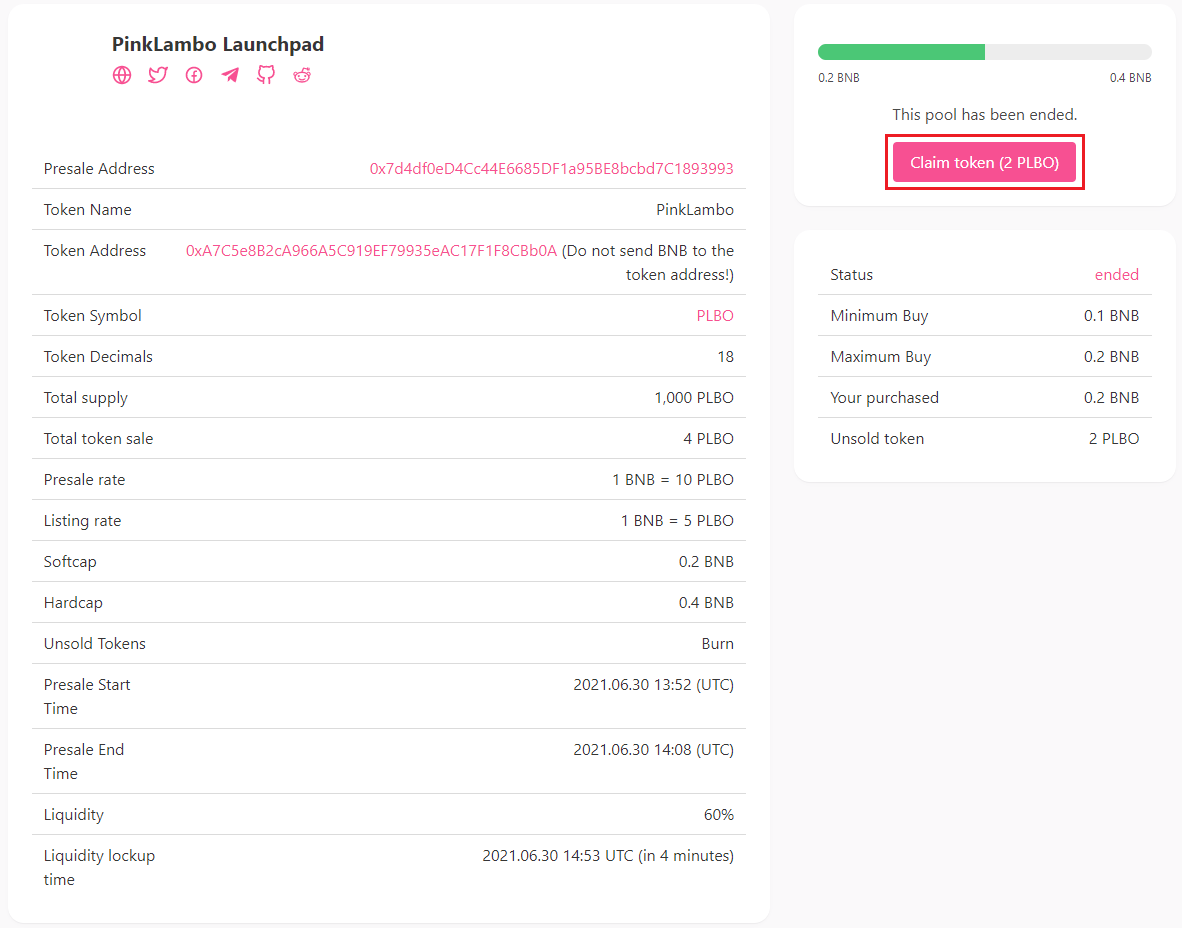 PinkLambo Launchpad
Presale Address 0x7d4df0eD4Cc44E6685DF1a95BE8bcbd7C1893993
Token Name PinkLambo
Token Address 0xA7C5e8B2cA966A5C919EF79935eAC17F1F8CBb0A (Do not send BNB to the
token address!)
Token Symbol PLBO
Token Decimals 18
Total supply 1,000 PLBO
Total token sale 4 PLBO
Presale rate 1 BNB = 10 PLBO
Listing rate 1 BNB = 5 PLBO
Softcap 0.2 BNB
Hardcap 0.4 BNB
Unsold Tokens Burn
Presale Start 2021.06.30 13:52 (UTC)
Time
Presale End 2021.06.30 14:08 (UTC)
Time
Liquidity 60%
Liquidity lockup 2021.06.30 14:53 UTC (in 4 minutes)
time
0.2 BNB 0.4 BNB
This pool has been ended.
Claim token (2 PLBO)
Status ended
Minimum Buy 0.1 BNB
Maximum Buy 0.2 BNB
Your purchased 0.2 BNB
Unsold token 2 PLBO